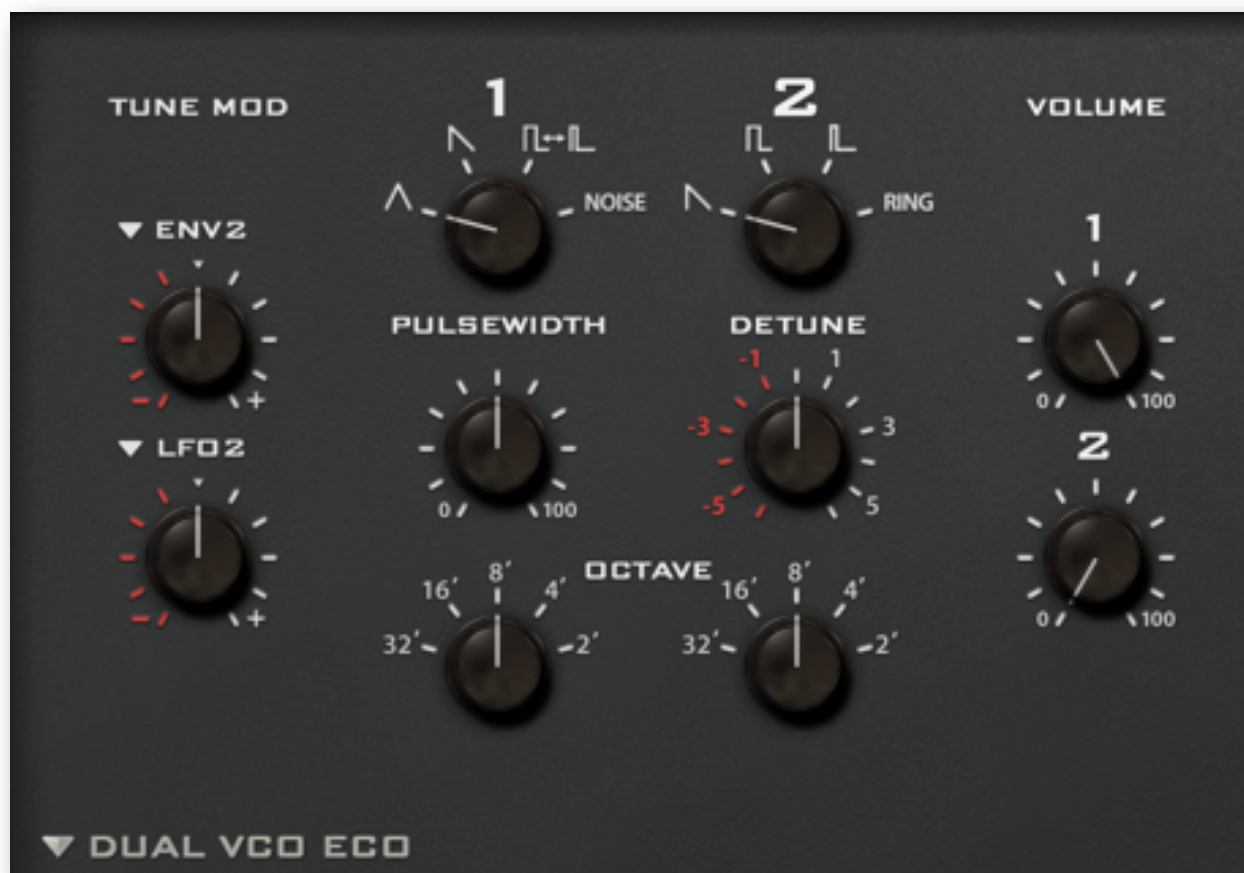 TUNE MOD
1
2
VOLUME
NOISE
RING
ENV2
1
PULSEWIDTH
DETUNE
-1 1
-3 3
-5 5
0 100
0 100
- +
LFO2
2
OCTAVE
32′ 16′ 8′ 4′ 2′
32′ 16′ 8′ 4′ 2′
0 100
- +
DUAL VCO ECO